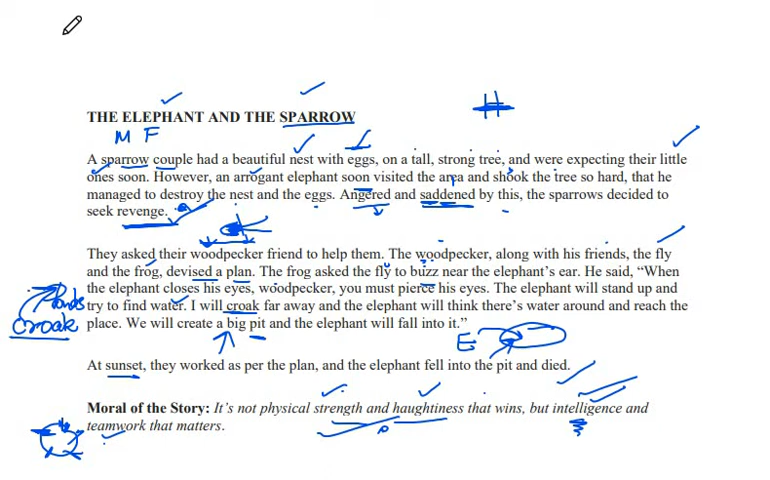 THE ELEPHANT AND THE SPARROW
M F
A sparrow couple had a beautiful nest with eggs, on a tall, strong tree, and were expecting their little
ones soon. However, an arrogant elephant soon visited the area and shook the tree so hard, that he
managed to destroy the nest and the eggs. Angered and saddened by this, the sparrows decided to
seek revenge.
They asked their woodpecker friend to help them. The woodpecker, along with his friends, the fly
and the frog, devised a plan. The frog asked the fly to buzz near the elephant's ear. He said, "When
the elephant closes his eyes, woodpecker, you must pierce his eyes. The elephant will stand up and
try to find water. I will croak far away and the elephant will think there's water around and reach the
croak
place. We will create a big pit and the elephant will fall into it."
E
At sunset, they worked as per the plan, and the elephant fell into the pit and died.
Moral of the Story: It's not physical strength and haughtiness that wins, but intelligence and
teamwork that matters.